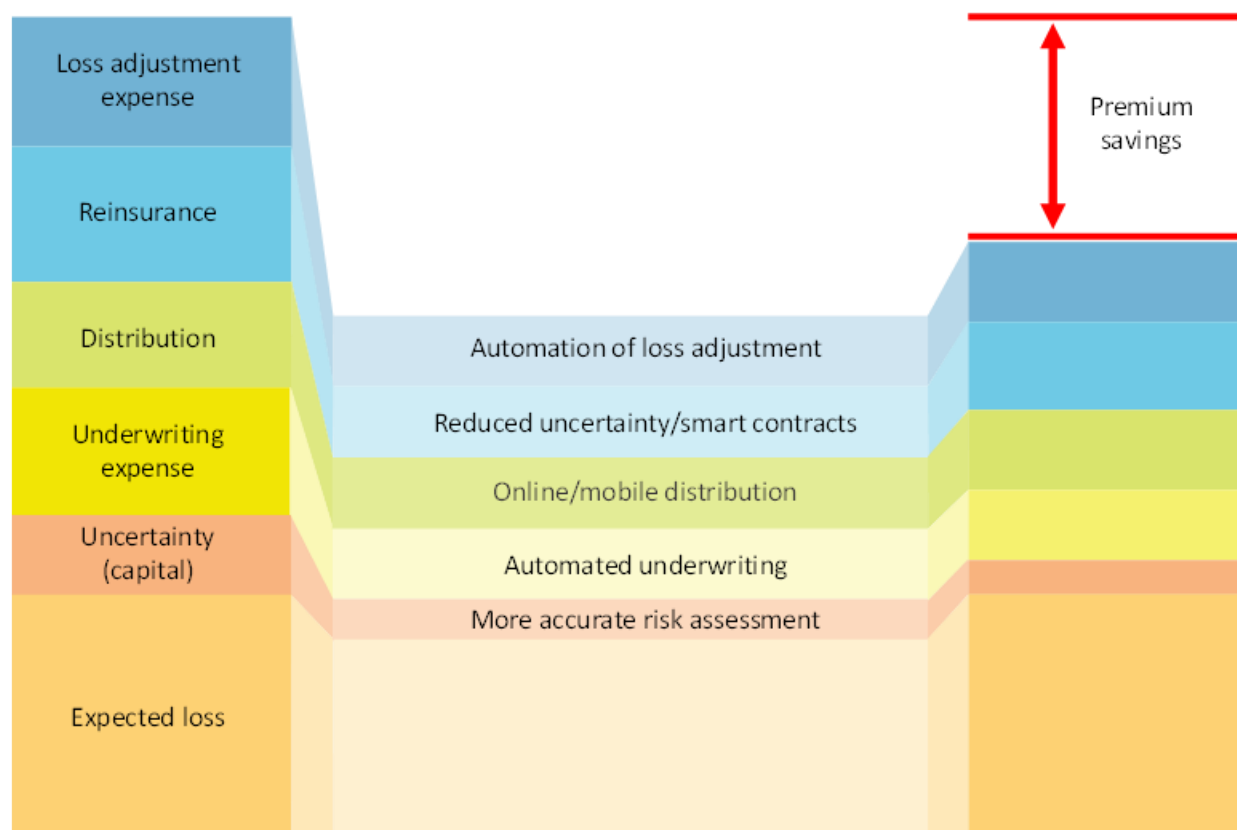 Loss adjustment
expense
Reinsurance
Distribution
Underwriting
expense
Uncertainty
(capital)
Expected loss
Automation of loss adjustment
Reduced uncertainty/smart contracts
Online/mobile distribution
Automated underwriting
More accurate risk assessment
Premium
savings